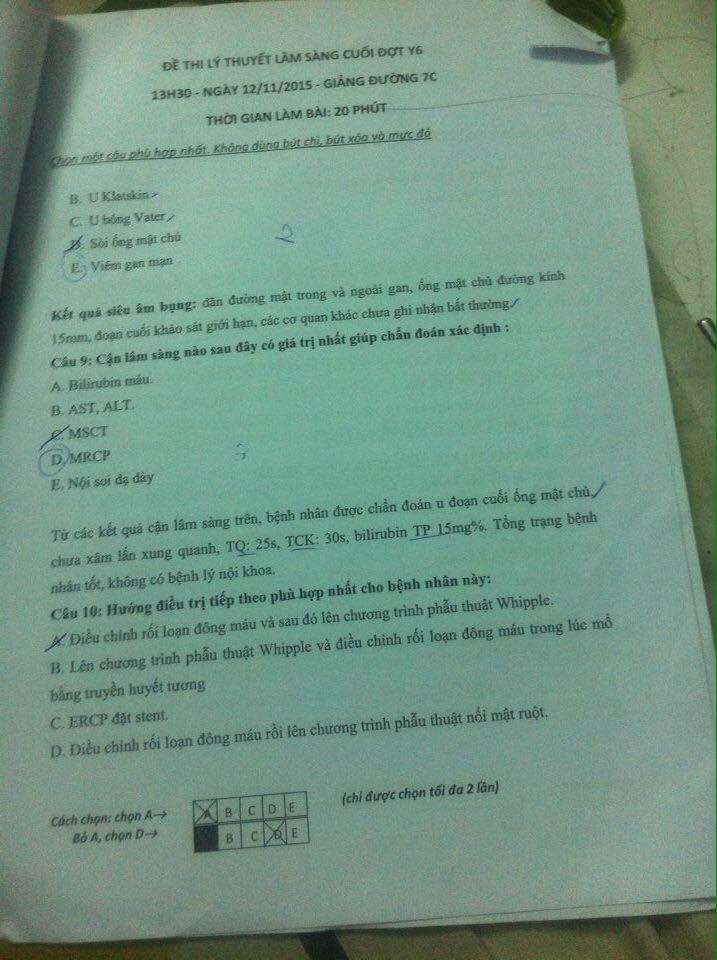 ĐỀ THI LÝ THUYẾT LÂM SÀNG CUỐI ĐỢT Y6
13H30 - NGÀY 12/11/2015 - GIẢNG ĐƯỜNG 7C
THỜI GIAN LÀM BÀI: 20 PHÚT
Chọn một câu phù hợp nhất. Không dùng bút chì, bút xóa và mực đỏ
B. U Klatskin
C. U bóng Vater
D. Sỏi ống mật chủ
E. Viêm gan mạn
Kết quả siêu âm bụng: dãn đường mật trong và ngoài gan, ống mật chủ đường kính
15mm, đoạn cuối khảo sát giới hạn, các cơ quan khác chưa ghi nhận bất thường.
Câu 9: Cận lâm sàng nào sau đây có giá trị nhất giúp chẩn đoán xác định :
A. Bilirubin máu.
B. AST, ALT.
C. MSCT
D. MRCP
E. Nội soi dạ dày
Từ các kết quả cận lâm sàng trên, bệnh nhân được chẩn đoán u đoạn cuối ống mật chủ,
chưa xâm lấn xung quanh, TQ: 25s, TCK: 30s, bilirubin TP 15mg%. Tổng trạng bệnh
nhân tốt, không có bệnh lý nội khoa.
Câu 10: Hướng điều trị tiếp theo phù hợp nhất cho bệnh nhân này:
A. Điều chỉnh rối loạn đông máu và sau đó lên chương trình phẫu thuật Whipple.
B. Lên chương trình phẫu thuật Whipple và điều chỉnh rối loạn đông máu trong lúc mổ
bằng truyền huyết tương
C. ERCP đặt stent.
D. Điều chỉnh rối loạn đông máu rồi lên chương trình phẫu thuật nối mật ruột.
Cách chọn: chọn A→ A B C D E (chỉ được chọn tối đa 2 lần)
Bỏ A, chọn D→ B C D E